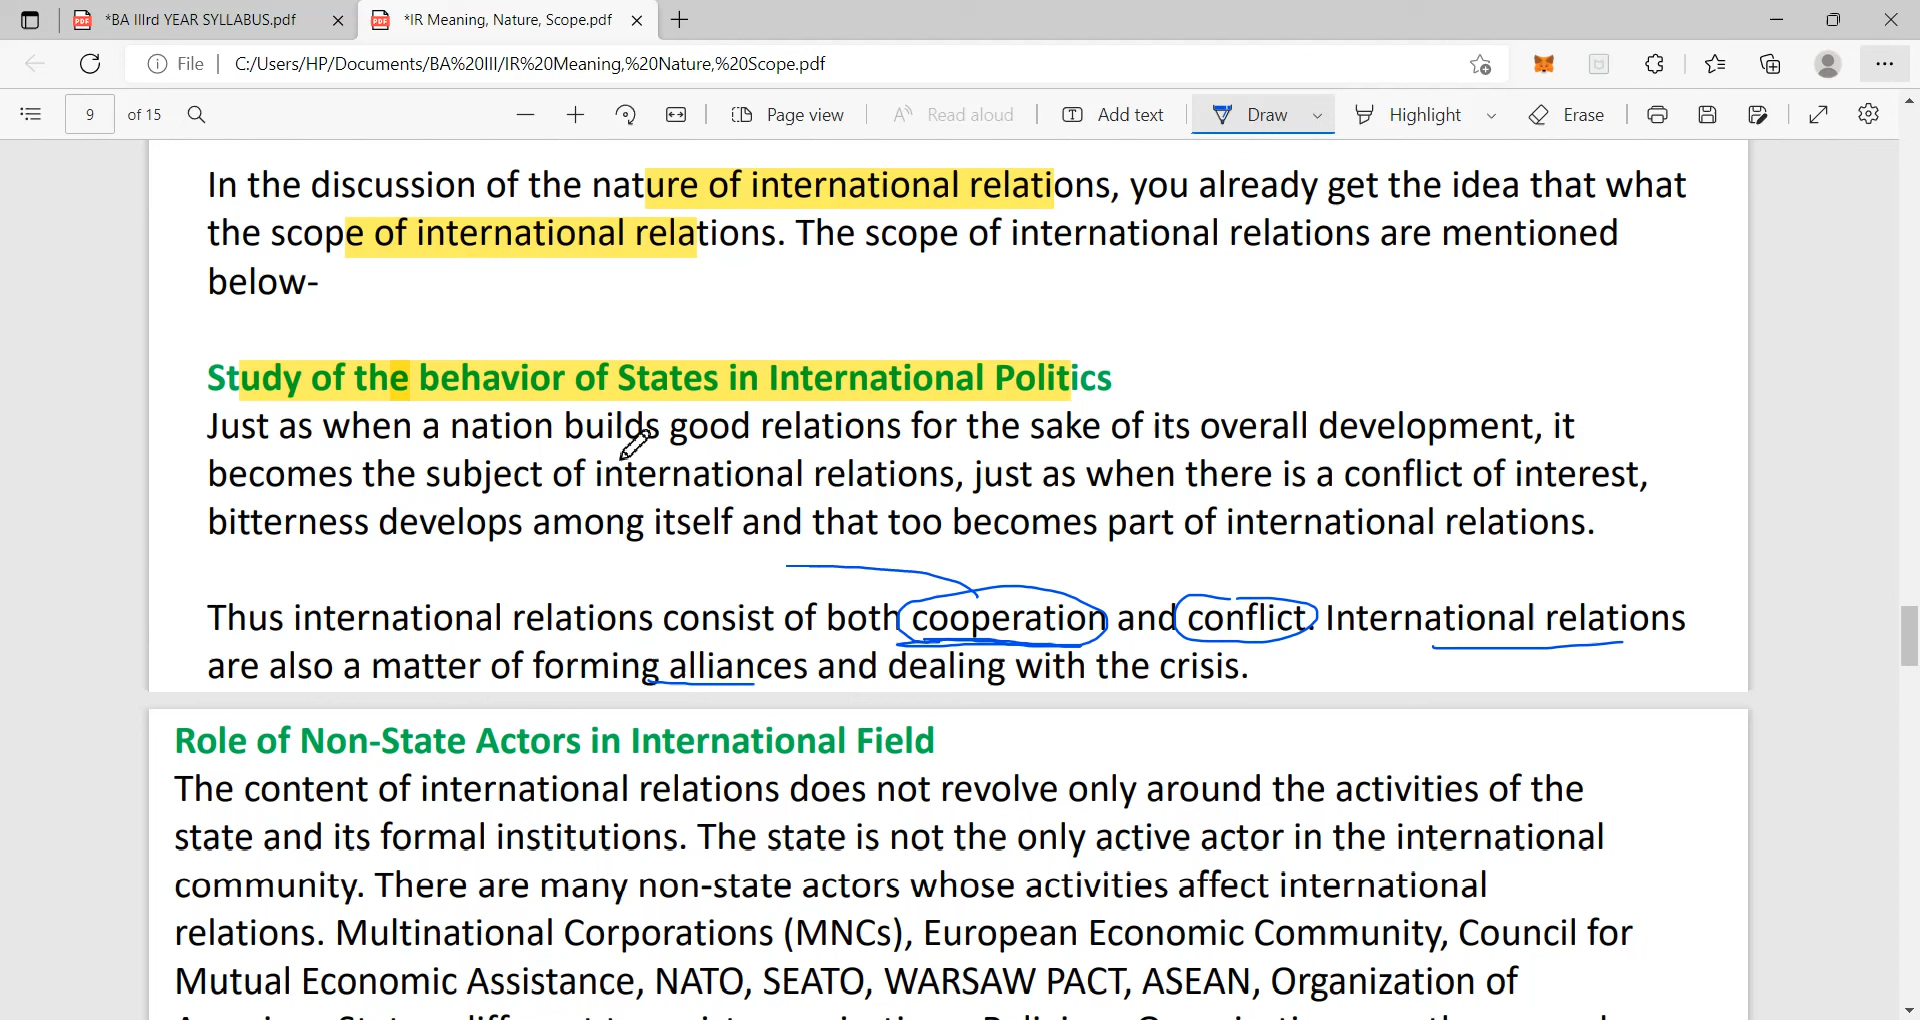 *BA IIIrd YEAR SYLLABUS.pdf
*IR Meaning, Nature, Scope.pdf
File
C:/Users/HP/Documents/BA%20III/IR%20Meaning,%20Nature,%20Scope.pdf
9 of 15
Page view
Read aloud
Add text
Draw
Highlight
Erase
In the discussion of the nature of international relations, you already get the idea that what
the scope of international relations. The scope of international relations are mentioned
below-
Study of the behavior of States in International Politics
Just as when a nation builds good relations for the sake of its overall development, it
becomes the subject of international relations, just as when there is a conflict of interest,
bitterness develops among itself and that too becomes part of international relations.
Thus international relations consist of both cooperation and conflict. International relations
are also a matter of forming alliances and dealing with the crisis.
Role of Non-State Actors in International Field
The content of international relations does not revolve only around the activities of the
state and its formal institutions. The state is not the only active actor in the international
community. There are many non-state actors whose activities affect international
relations. Multinational Corporations (MNCs), European Economic Community, Council for
Mutual Economic Assistance, NATO, SEATO, WARSAW PACT, ASEAN, Organization of